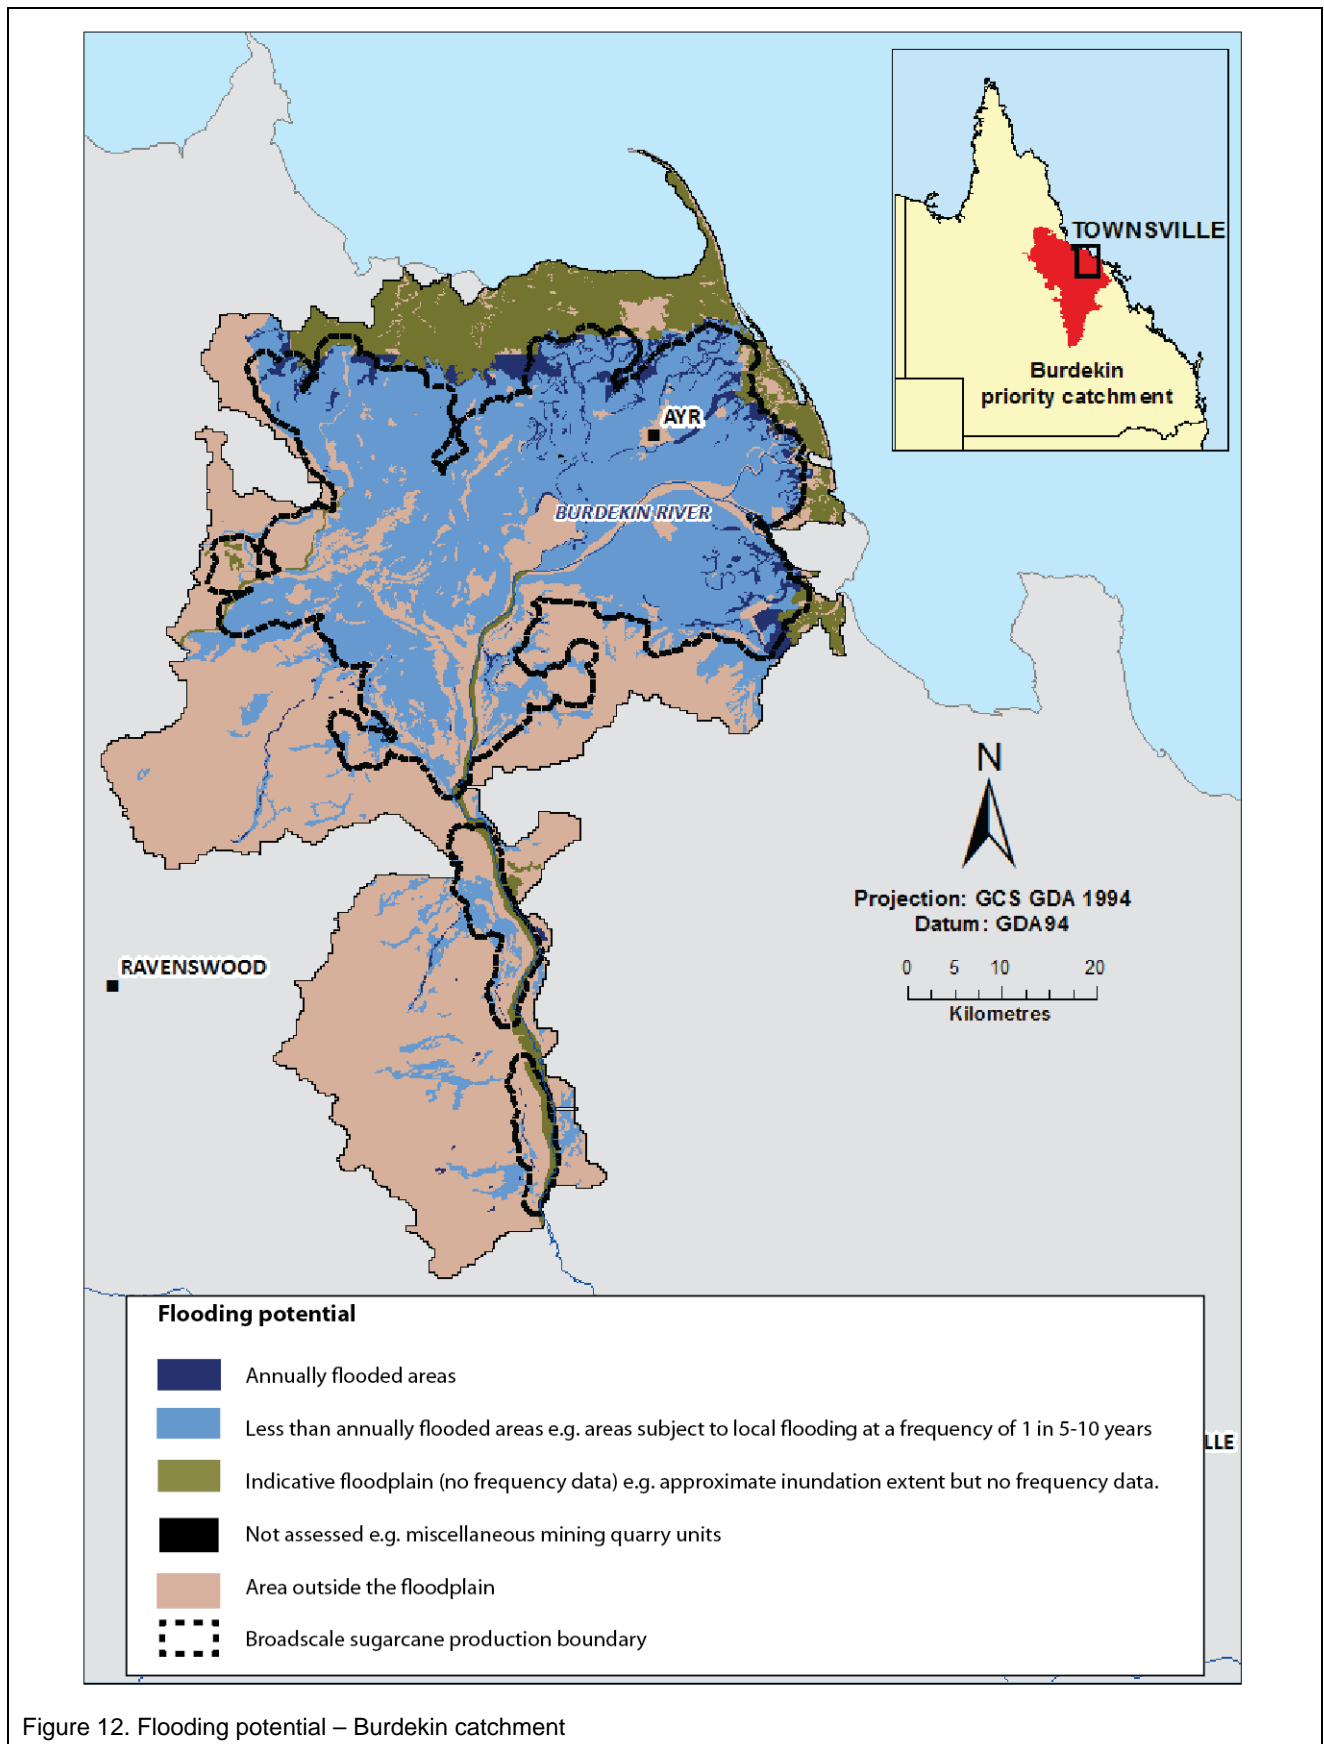 TOWNSVILLE
Burdekin
priority catchment
AYR
BURDEKIN RIVER
N
Projection: GCS GDA 1994
Datum: GDA94
0 5 10 20
Kilometres
RAVENSWOOD
Flooding potential
Annually flooded areas
Less than annually flooded areas e.g. areas subject to local flooding at a frequency of 1 in 5-10 years
LLE
Indicative floodplain (no frequency data) e.g. approximate inundation extent but no frequency data.
Not assessed e.g. miscellaneous mining quarry units
Area outside the floodplain
Broadscale sugarcane production boundary
Figure 12. Flooding potential – Burdekin catchment